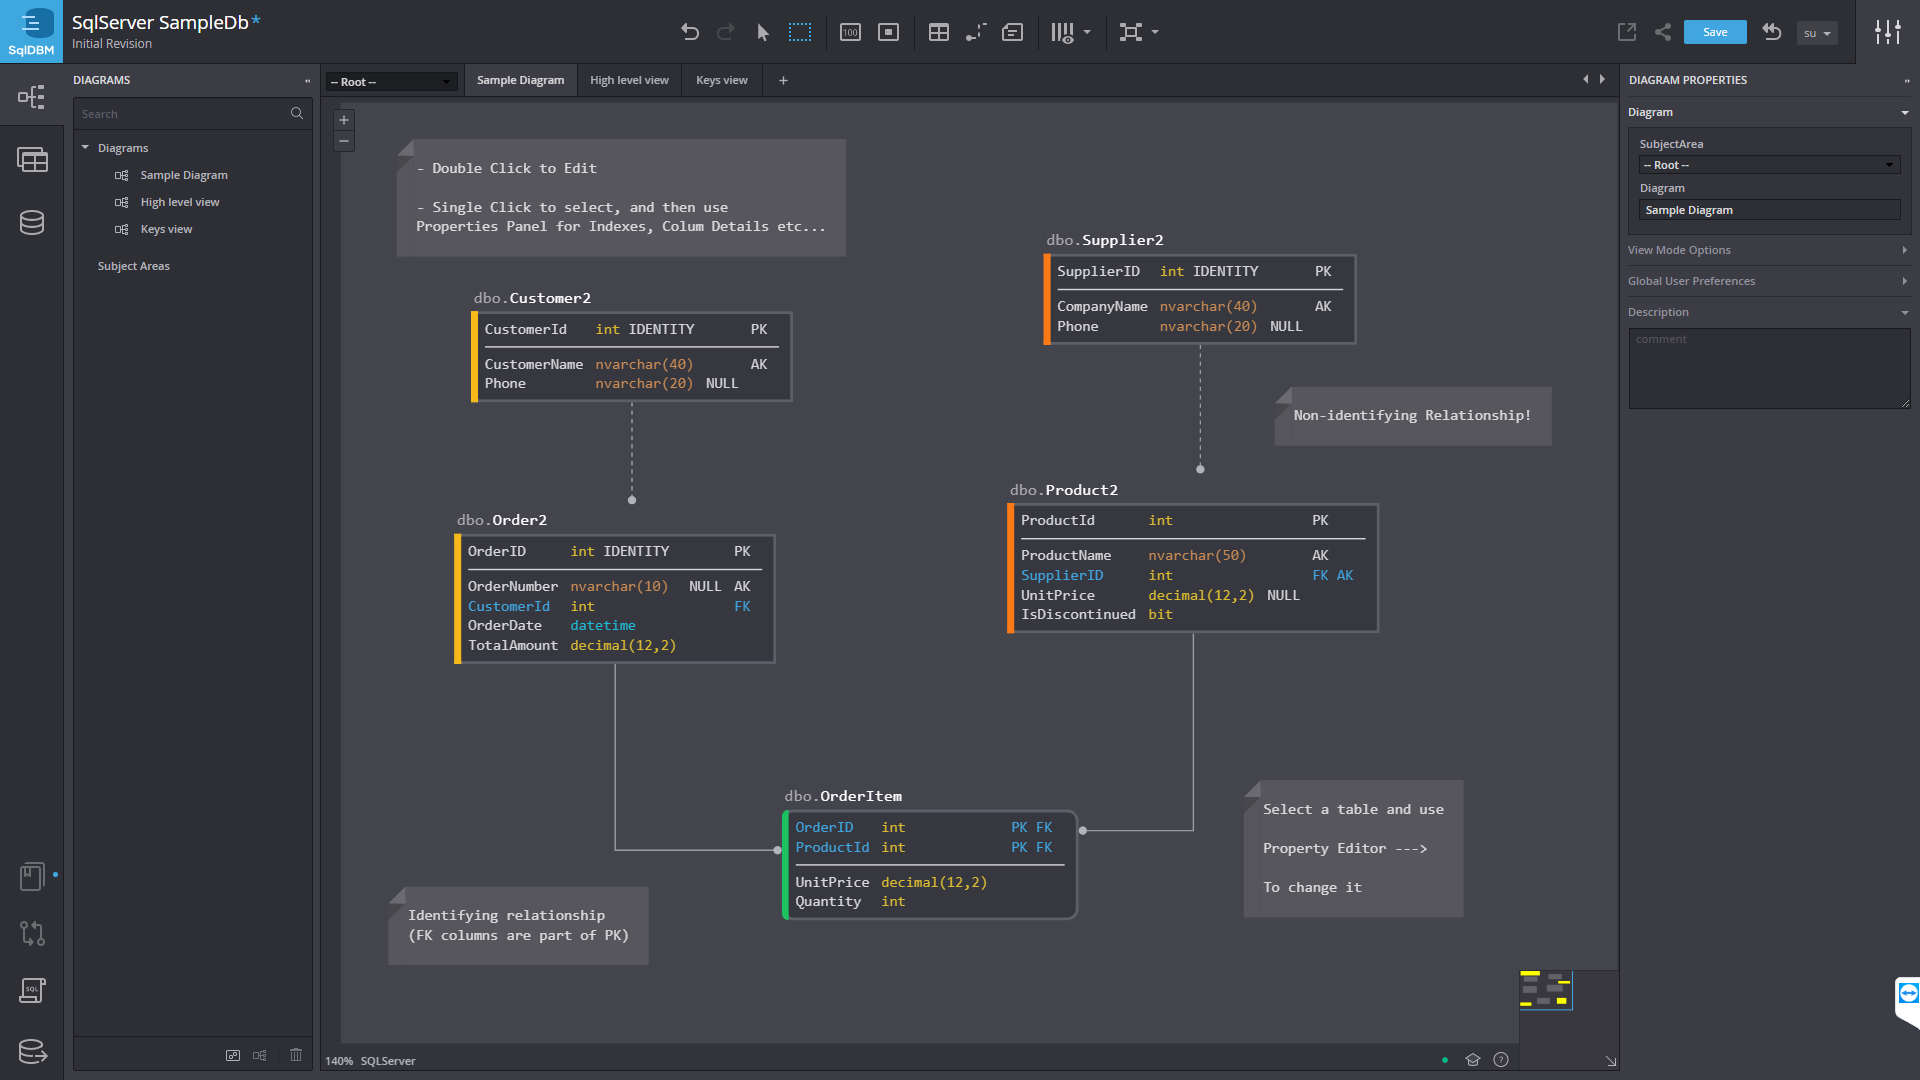 SqlDBM
SqlServer SampleDb*
Initial Revision
100
Save
su
DIAGRAMS
Search
Diagrams
Sample Diagram
High level view
Keys view
Subject Areas
SQL
-- Root --
Sample Diagram
High level view
Keys view
+
+
−
- Double Click to Edit
- Single Click to select, and then use
Properties Panel for Indexes, Colum Details etc...
dbo.Customer2
CustomerId int IDENTITY PK
CustomerName nvarchar(40) AK
Phone nvarchar(20) NULL
dbo.Supplier2
SupplierID int IDENTITY PK
CompanyName nvarchar(40) AK
Phone nvarchar(20) NULL
Non-identifying Relationship!
dbo.Order2
OrderID int IDENTITY PK
OrderNumber nvarchar(10) NULL AK
CustomerId int FK
OrderDate datetime
TotalAmount decimal(12,2)
dbo.Product2
ProductId int PK
ProductName nvarchar(50) AK
SupplierID int FK AK
UnitPrice decimal(12,2) NULL
IsDiscontinued bit
dbo.OrderItem
OrderID int PK FK
ProductId int PK FK
UnitPrice decimal(12,2)
Quantity int
Select a table and use
Property Editor --->
To change it
Identifying relationship
(FK columns are part of PK)
140% SQLServer
?
DIAGRAM PROPERTIES
Diagram
SubjectArea
-- Root --
Diagram
Sample Diagram
View Mode Options
Global User Preferences
Description
comment